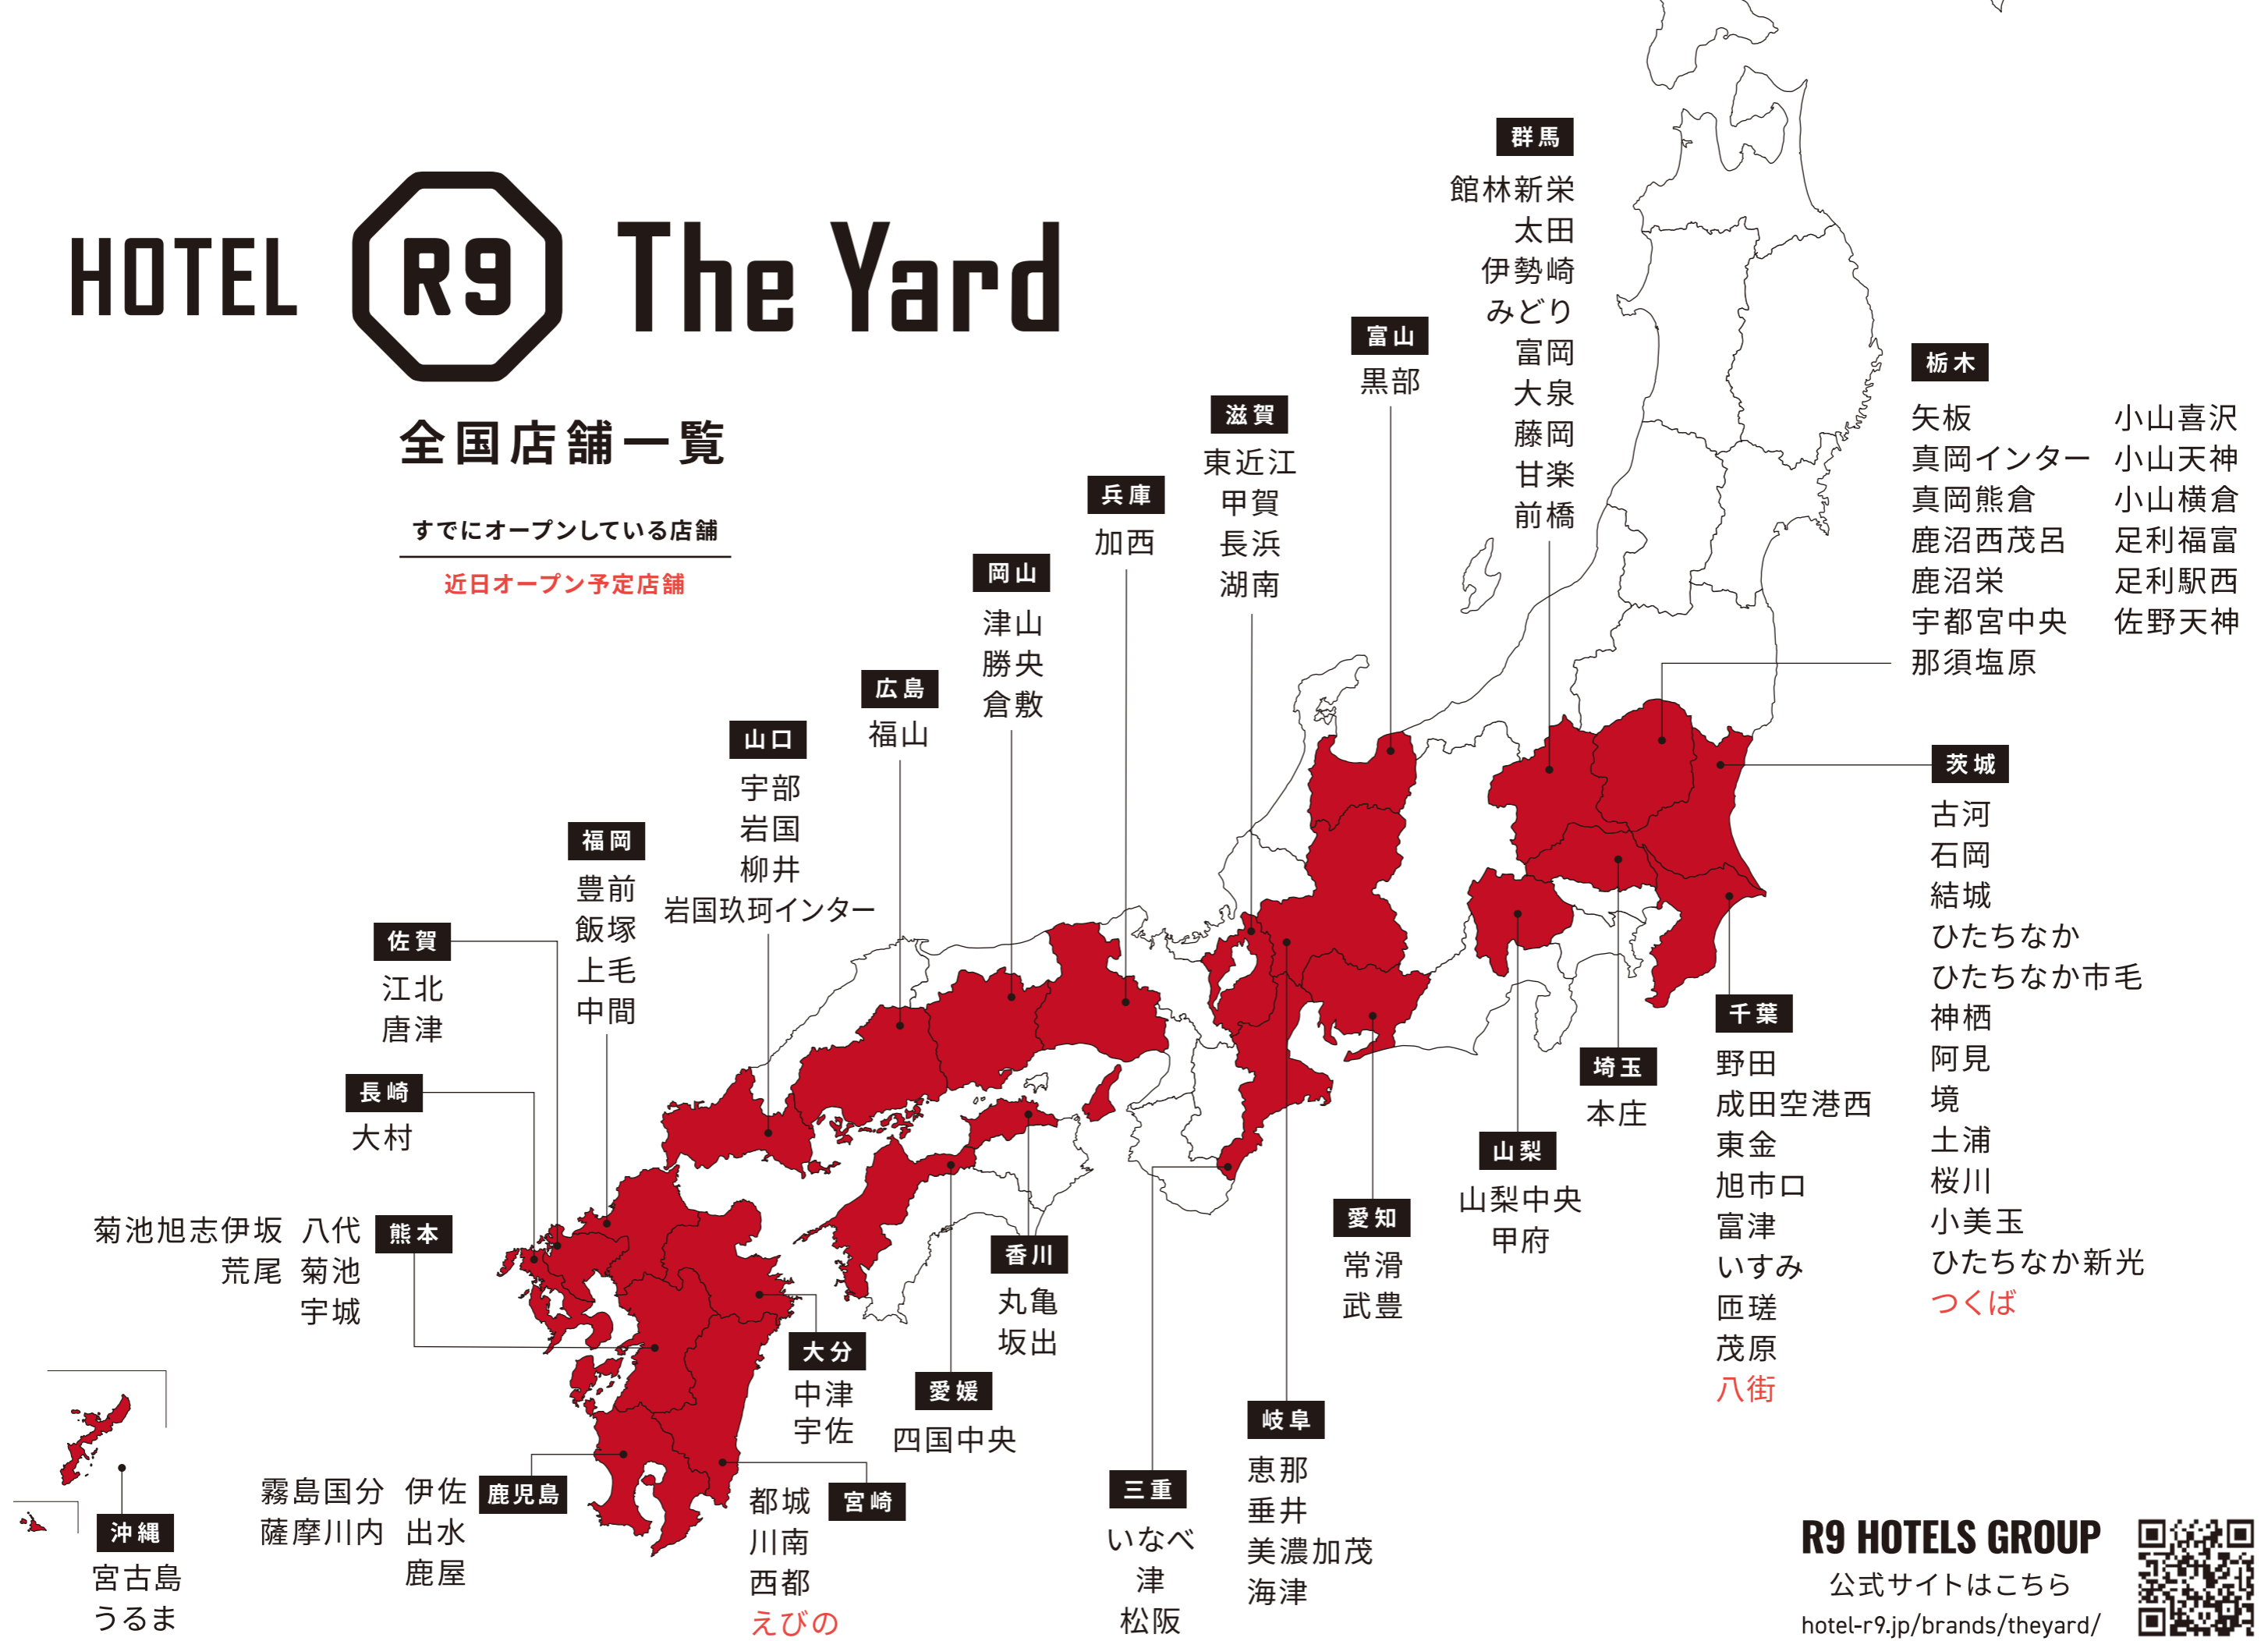 HOTEL R9 The Yard
全国店舗一覧
すでにオープンしている店舗
近日オープン予定店舗
群馬
館林新栄
太田
伊勢崎
みどり
富岡
大泉
藤岡
甘楽
前橋
富山
黒部
滋賀
東近江
甲賀
長浜
湖南
兵庫
加西
岡山
津山
勝央
倉敷
広島
福山
山口
宇部
岩国
柳井
岩国玖珂インター
福岡
豊前
飯塚
上毛
中間
佐賀
江北
唐津
長崎
大村
熊本
菊池旭志伊坂 八代
荒尾 菊池
宇城
栃木
矢板 小山喜沢
真岡インター 小山天神
真岡熊倉 小山横倉
鹿沼西茂呂 足利福富
鹿沼栄 足利駅西
宇都宮中央 佐野天神
那須塩原
茨城
古河
石岡
結城
ひたちなか
ひたちなか市毛
神栖
阿見
境
土浦
桜川
小美玉
ひたちなか新光
つくば
千葉
野田
成田空港西
東金
旭市口
富津
いすみ
匝瑳
茂原
八街
埼玉
本庄
山梨
山梨中央
甲府
愛知
常滑
武豊
香川
丸亀
坂出
大分
中津
宇佐
愛媛
四国中央
岐阜
恵那
垂井
美濃加茂
海津
三重
いなべ
津
松阪
鹿児島
霧島国分 伊佐
薩摩川内 出水
鹿屋
宮崎
都城
川南
西都
えびの
沖縄
宮古島
うるま
R9 HOTELS GROUP
公式サイトはこちら
hotel-r9.jp/brands/theyard/